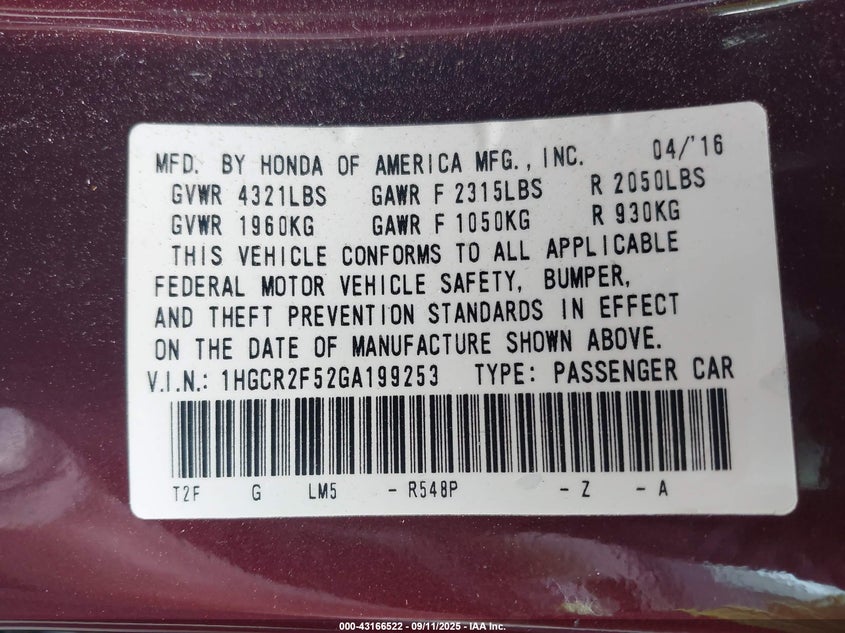 MFD. BY HONDA OF AMERICA MFG., INC. 04/'16
GVWR 4321LBS GAWR F 2315LBS R 2050LBS
GVWR 1960KG GAWR F 1050KG R 930KG
THIS VEHICLE CONFORMS TO ALL APPLICABLE
FEDERAL MOTOR VEHICLE SAFETY, BUMPER,
AND THEFT PREVENTION STANDARDS IN EFFECT
ON THE DATE OF MANUFACTURE SHOWN ABOVE.
V.I.N.: 1HGCR2F52GA199253 TYPE: PASSENGER CAR
T2F G LM5 - R548P - Z - A
000-43166522 - 09/11/2025 - IAA Inc.